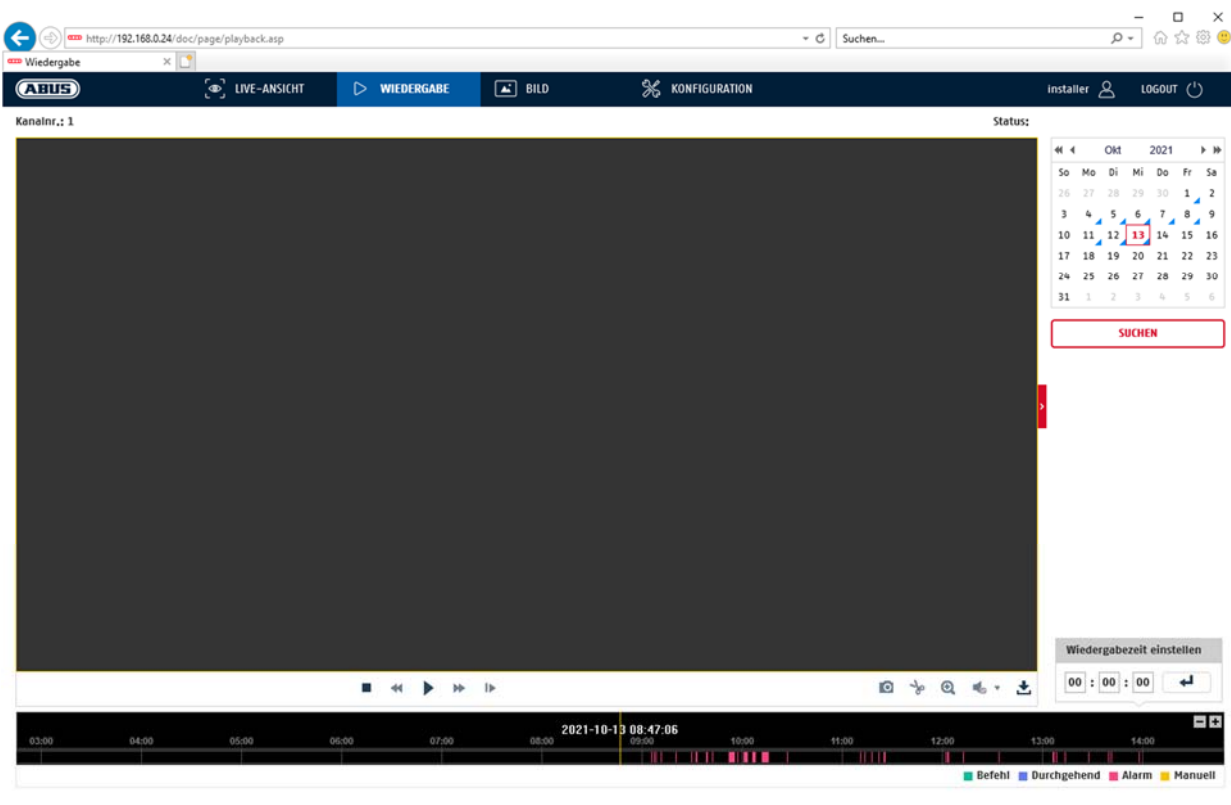 http://192.168.0.24/doc/page/playback.asp
Suchen...
Wiedergabe
ABUS
LIVE-ANSICHT
WIEDERGABE
BILD
KONFIGURATION
installer
LOGOUT
Kanalnr.: 1
Status:
Okt 2021
So Mo Di Mi Do Fr Sa
26 27 28 29 30 1 2
3 4 5 6 7 8 9
10 11 12 13 14 15 16
17 18 19 20 21 22 23
24 25 26 27 28 29 30
31 1 2 3 4 5 6
SUCHEN
Wiedergabezeit einstellen
00 : 00 : 00
2021-10-13 08:47:06
03:00 04:00 05:00 06:00 07:00 08:00 09:00 10:00 11:00 12:00 13:00 14:00
Befehl Durchgehend Alarm Manuell